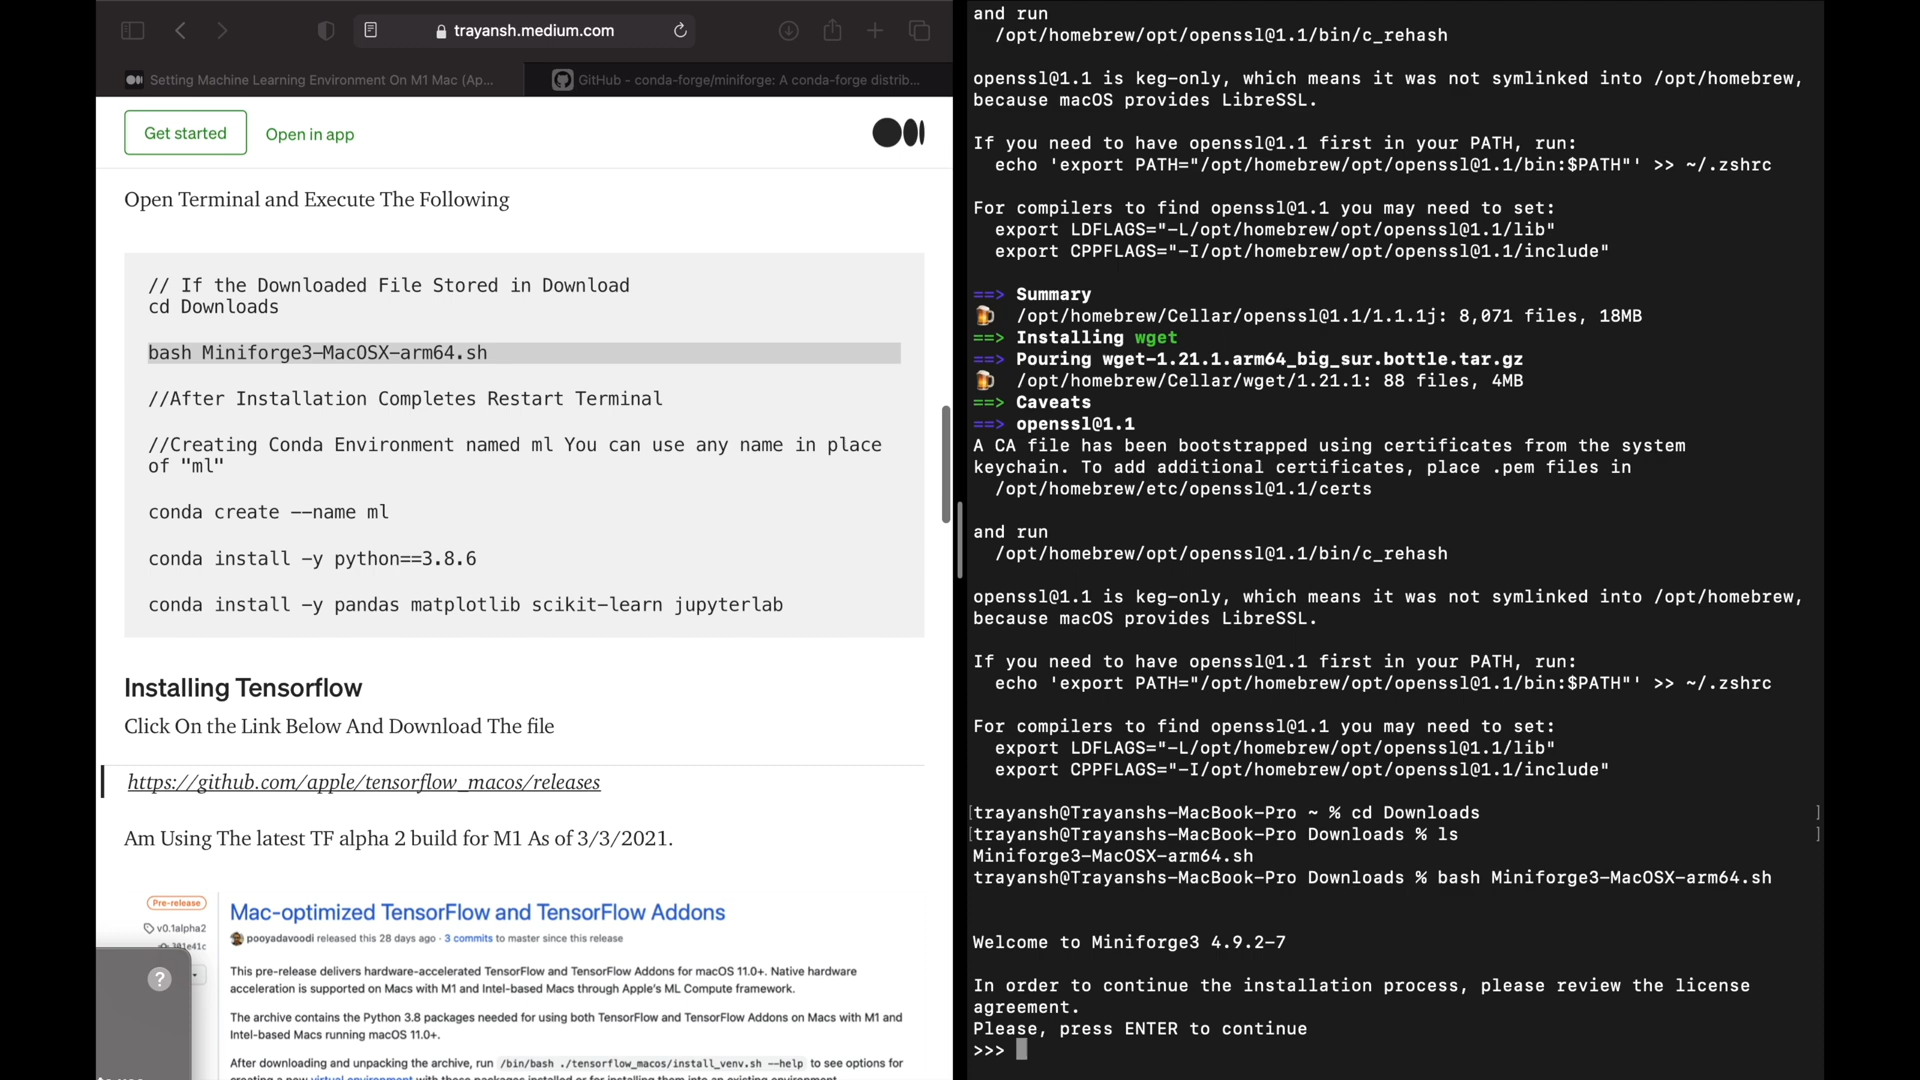 trayansh.medium.com
Setting Machine Learning Environment On M1 Mac (Ap...
GitHub - conda-forge/miniforge: A conda-forge distrib...
Get started
Open in app
Open Terminal and Execute The Following
// If the Downloaded File Stored in Download
cd Downloads
bash Miniforge3-MacOSX-arm64.sh
//After Installation Completes Restart Terminal
//Creating Conda Environment named ml You can use any name in place
of "ml"
conda create --name ml
conda install -y python==3.8.6
conda install -y pandas matplotlib scikit-learn jupyterlab
Installing Tensorflow
Click On the Link Below And Download The file
https://github.com/apple/tensorflow_macos/releases
Am Using The latest TF alpha 2 build for M1 As of 3/3/2021.
Pre-release
v0.1alpha2
301e41c
Mac-optimized TensorFlow and TensorFlow Addons
pooyadavoodi released this 28 days ago · 3 commits to master since this release
This pre-release delivers hardware-accelerated TensorFlow and TensorFlow Addons for macOS 11.0+. Native hardware
acceleration is supported on Macs with M1 and Intel-based Macs through Apple's ML Compute framework.
The archive contains the Python 3.8 packages needed for using both TensorFlow and TensorFlow Addons on Macs with M1 and
Intel-based Macs running macOS 11.0+.
After downloading and unpacking the archive, run /bin/bash ./tensorflow_macos/install_venv.sh --help to see options for
creating a new virtual environment with these packages installed or for installing them into an existing environment
?
and run
/opt/homebrew/opt/openssl@1.1/bin/c_rehash
openssl@1.1 is keg-only, which means it was not symlinked into /opt/homebrew,
because macOS provides LibreSSL.
If you need to have openssl@1.1 first in your PATH, run:
echo 'export PATH="/opt/homebrew/opt/openssl@1.1/bin:$PATH"' >> ~/.zshrc
For compilers to find openssl@1.1 you may need to set:
export LDFLAGS="-L/opt/homebrew/opt/openssl@1.1/lib"
export CPPFLAGS="-I/opt/homebrew/opt/openssl@1.1/include"
==> Summary
🍺 /opt/homebrew/Cellar/openssl@1.1/1.1.1j: 8,071 files, 18MB
==> Installing wget
==> Pouring wget-1.21.1.arm64_big_sur.bottle.tar.gz
🍺 /opt/homebrew/Cellar/wget/1.21.1: 88 files, 4MB
==> Caveats
==> openssl@1.1
A CA file has been bootstrapped using certificates from the system
keychain. To add additional certificates, place .pem files in
/opt/homebrew/etc/openssl@1.1/certs
and run
/opt/homebrew/opt/openssl@1.1/bin/c_rehash
openssl@1.1 is keg-only, which means it was not symlinked into /opt/homebrew,
because macOS provides LibreSSL.
If you need to have openssl@1.1 first in your PATH, run:
echo 'export PATH="/opt/homebrew/opt/openssl@1.1/bin:$PATH"' >> ~/.zshrc
For compilers to find openssl@1.1 you may need to set:
export LDFLAGS="-L/opt/homebrew/opt/openssl@1.1/lib"
export CPPFLAGS="-I/opt/homebrew/opt/openssl@1.1/include"
[trayansh@Trayanshs-MacBook-Pro ~ % cd Downloads ]
[trayansh@Trayanshs-MacBook-Pro Downloads % ls ]
Miniforge3-MacOSX-arm64.sh
trayansh@Trayanshs-MacBook-Pro Downloads % bash Miniforge3-MacOSX-arm64.sh
Welcome to Miniforge3 4.9.2-7
In order to continue the installation process, please review the license
agreement.
Please, press ENTER to continue
>>>